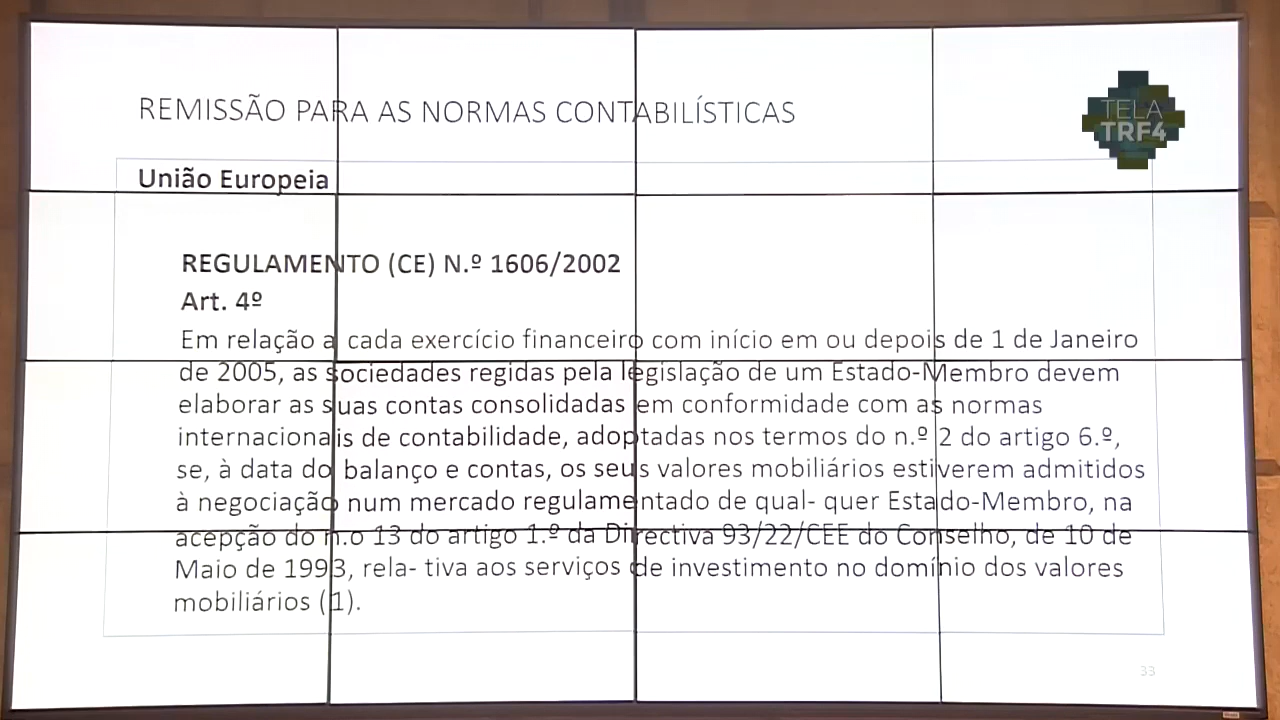 REMISSÃO PARA AS NORMAS CONTABILÍSTICAS
TELA
TRF4
União Europeia
REGULAMENTO (CE) N.º 1606/2002
Art. 4º
Em relação a cada exercício financeiro com início em ou depois de 1 de Janeiro
de 2005, as sociedades regidas pela legislação de um Estado-Membro devem
elaborar as suas contas consolidadas em conformidade com as normas
internacionais de contabilidade, adoptadas nos termos do n.º 2 do artigo 6.º,
se, à data do balanço e contas, os seus valores mobiliários estiverem admitidos
à negociação num mercado regulamentado de qual- quer Estado-Membro, na
acepção do n.o 13 do artigo 1.º da Directiva 93/22/CEE do Conselho, de 10 de
Maio de 1993, rela- tiva aos serviços de investimento no domínio dos valores
mobiliários (1).
33